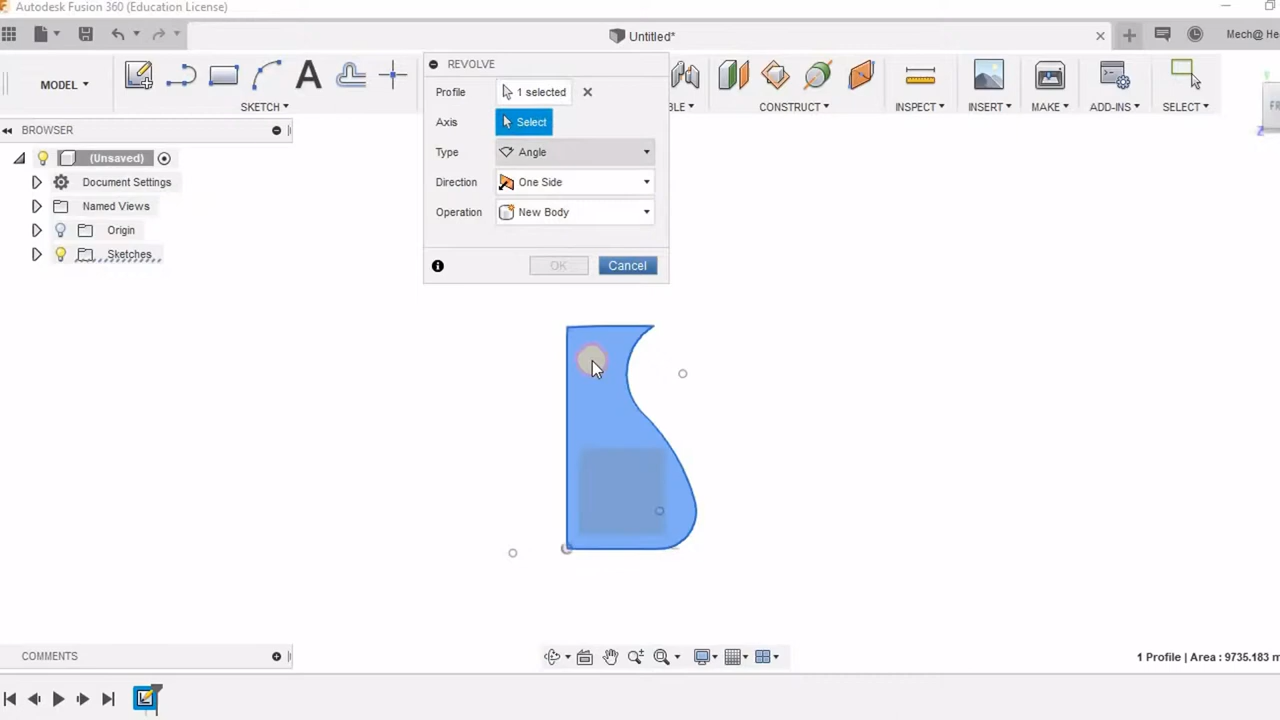 Autodesk Fusion 360 (Education License)
Untitled*
Mech@ He
MODEL
SKETCH
BLE
CONSTRUCT
INSPECT
INSERT
MAKE
ADD-INS
SELECT
REVOLVE
Profile
1 selected
Axis
Select
Type
Angle
Direction
One Side
Operation
New Body
OK
Cancel
BROWSER
(Unsaved)
Document Settings
Named Views
Origin
Sketches
FR
Z
COMMENTS
1 Profile | Area : 9735.183 m